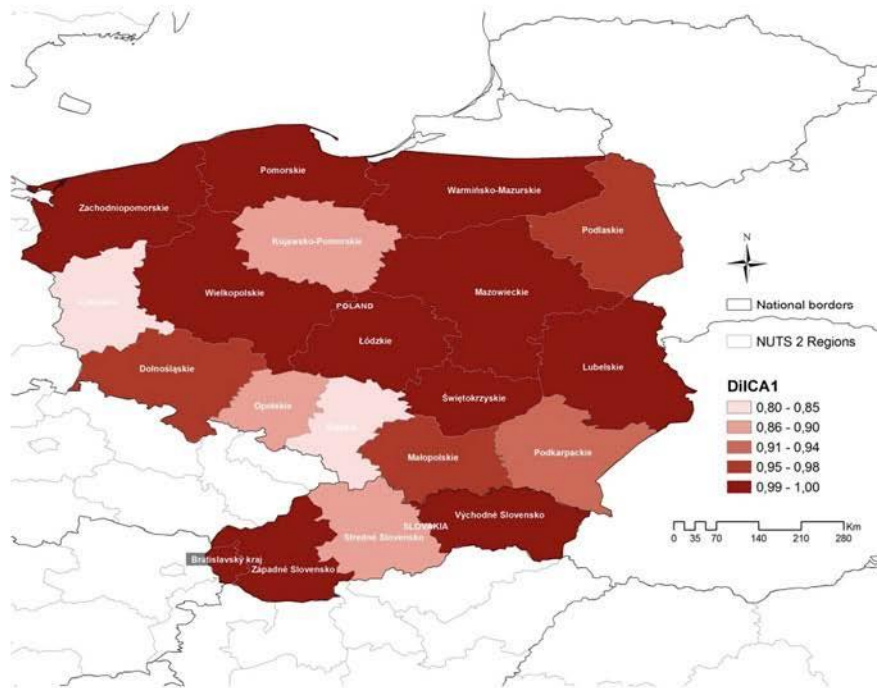 Pomorskie
Warmińsko-Mazurskie
Zachodniopomorskie
Podlaskie
Kujawsko-Pomorskie
N
Wielkopolskie
Mazowieckie
POLAND
National borders
Łódzkie
NUTS 2 Regions
Dolnośląskie
Lubelskie
DilCA1
Świętokrzyskie
0,80 - 0,85
Opolskie
0,86 - 0,90
0,91 - 0,94
Małopolskie
Podkarpackie
0,95 - 0,98
0,99 - 1,00
Východné Slovensko
SLOVAKIA
Stredné Slovensko
Km
0 35 70 140 210 280
Bratislavský kraj
Západné Slovensko